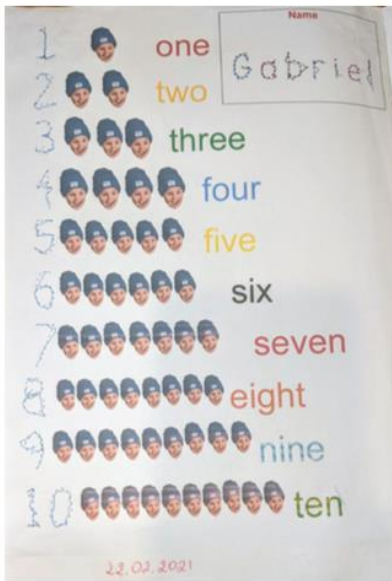 Name
Gabriel
1 one
2 two
3 three
4 four
5 five
6 six
7 seven
8 eight
9 nine
10 ten
22.02.2021